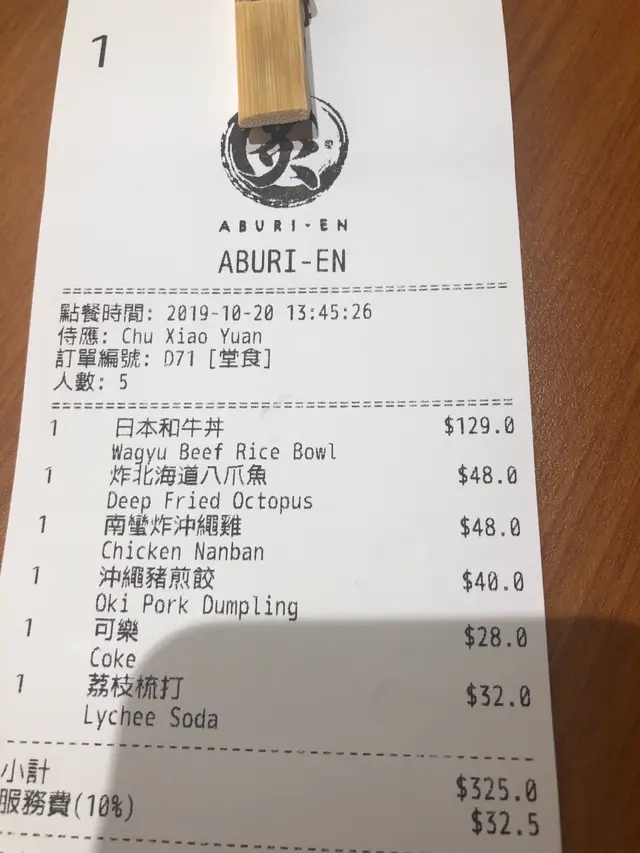 1
炙
ABURI-EN
ABURI-EN
點餐時間: 2019-10-20 13:45:26
侍應: Chu Xiao Yuan
訂單編號: D71 [堂食]
人數: 5
1 日本和牛丼 $129.0
Wagyu Beef Rice Bowl
1 炸北海道八爪魚 $48.0
Deep Fried Octopus
1 南蠻炸沖繩雞 $48.0
Chicken Nanban
1 沖繩豬煎餃 $40.0
Oki Pork Dumpling
1 可樂 $28.0
Coke
1 荔枝梳打 $32.0
Lychee Soda
小計 $325.0
服務費(10%) $32.5